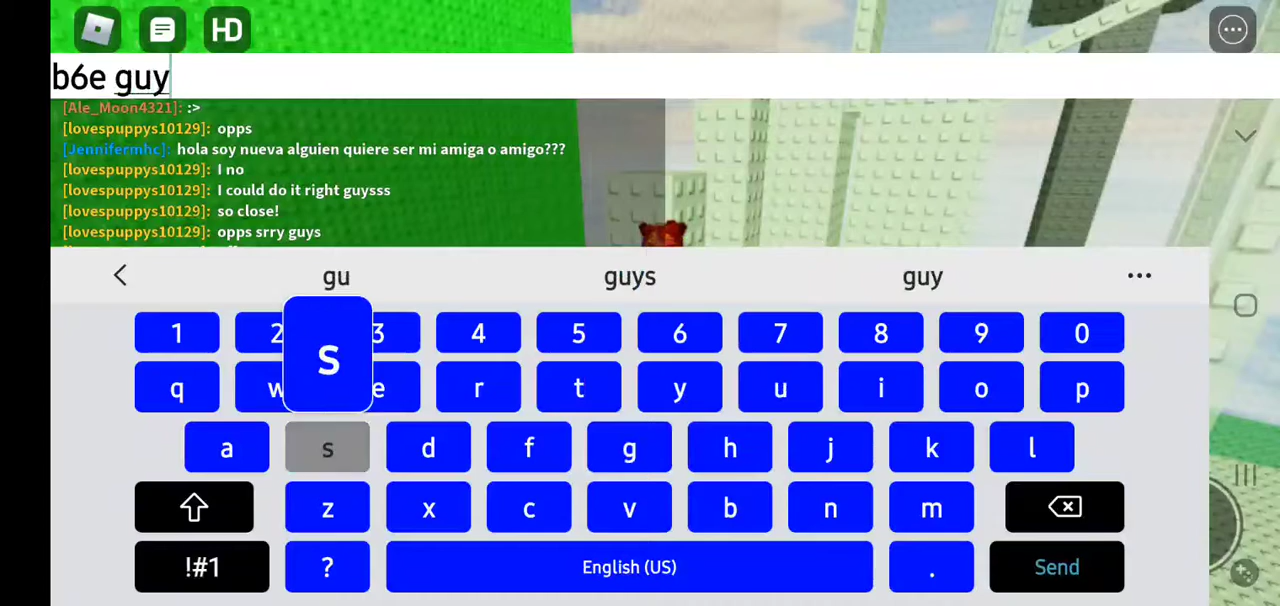 HD
b6e guy
[Ale_Moon4321]: :>
[lovespuppys10129]: opps
[Jennifermhc]: hola soy nueva alguien quiere ser mi amiga o amigo???
[lovespuppys10129]: I no
[lovespuppys10129]: I could do it right guysss
[lovespuppys10129]: so close!
[lovespuppys10129]: opps srry guys
gu guys guy
s
1 2 3 4 5 6 7 8 9 0
q w e r t y u i o p
a s d f g h j k l
z x c v b n m
!#1 ? English (US) . Send